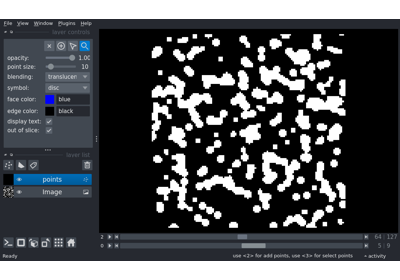 File View Window Plugins Help
layer controls
opacity: 1.00
point size: 10
blending: translucen
symbol: disc
face color: blue
edge color: black
display text:
out of slice:
layer list
points
Image
2 64 127
0 5 9
Ready use <2> for add points, use <3> for select points activity